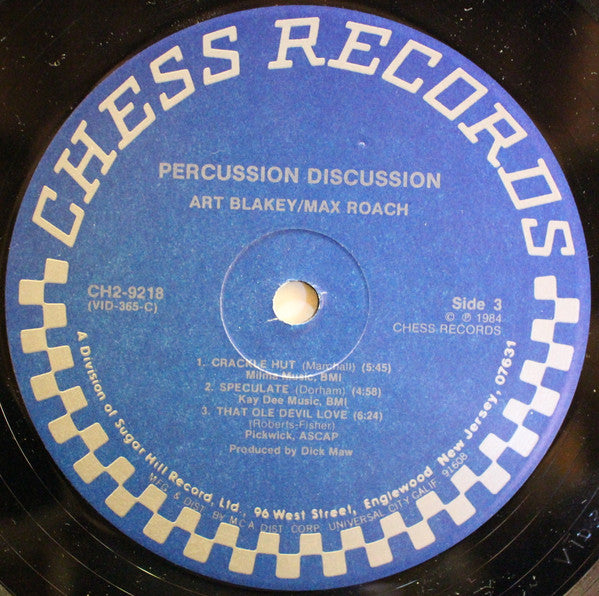 CHESS RECORDS
PERCUSSION DISCUSSION
ART BLAKEY/MAX ROACH
CH2-9218
(VID-365-C)
Side 3
© ℗ 1984
CHESS RECORDS
1. CRACKLE HUT (Marchall) (5:45)
Milma Music, BMI
2. SPECULATE (Dorham) (4:58)
Kay Dee Music, BMI
3. THAT OLE DEVIL LOVE (6:24)
(Roberts-Fisher)
Pickwick, ASCAP
Produced by Dick Maw
A Division of Sugar Hill Record, Ltd., 96 West Street, Englewood New Jersey, 07631
MFG. & DIST. BY MCA DIST. CORP. UNIVERSAL CITY CALIF. 91608